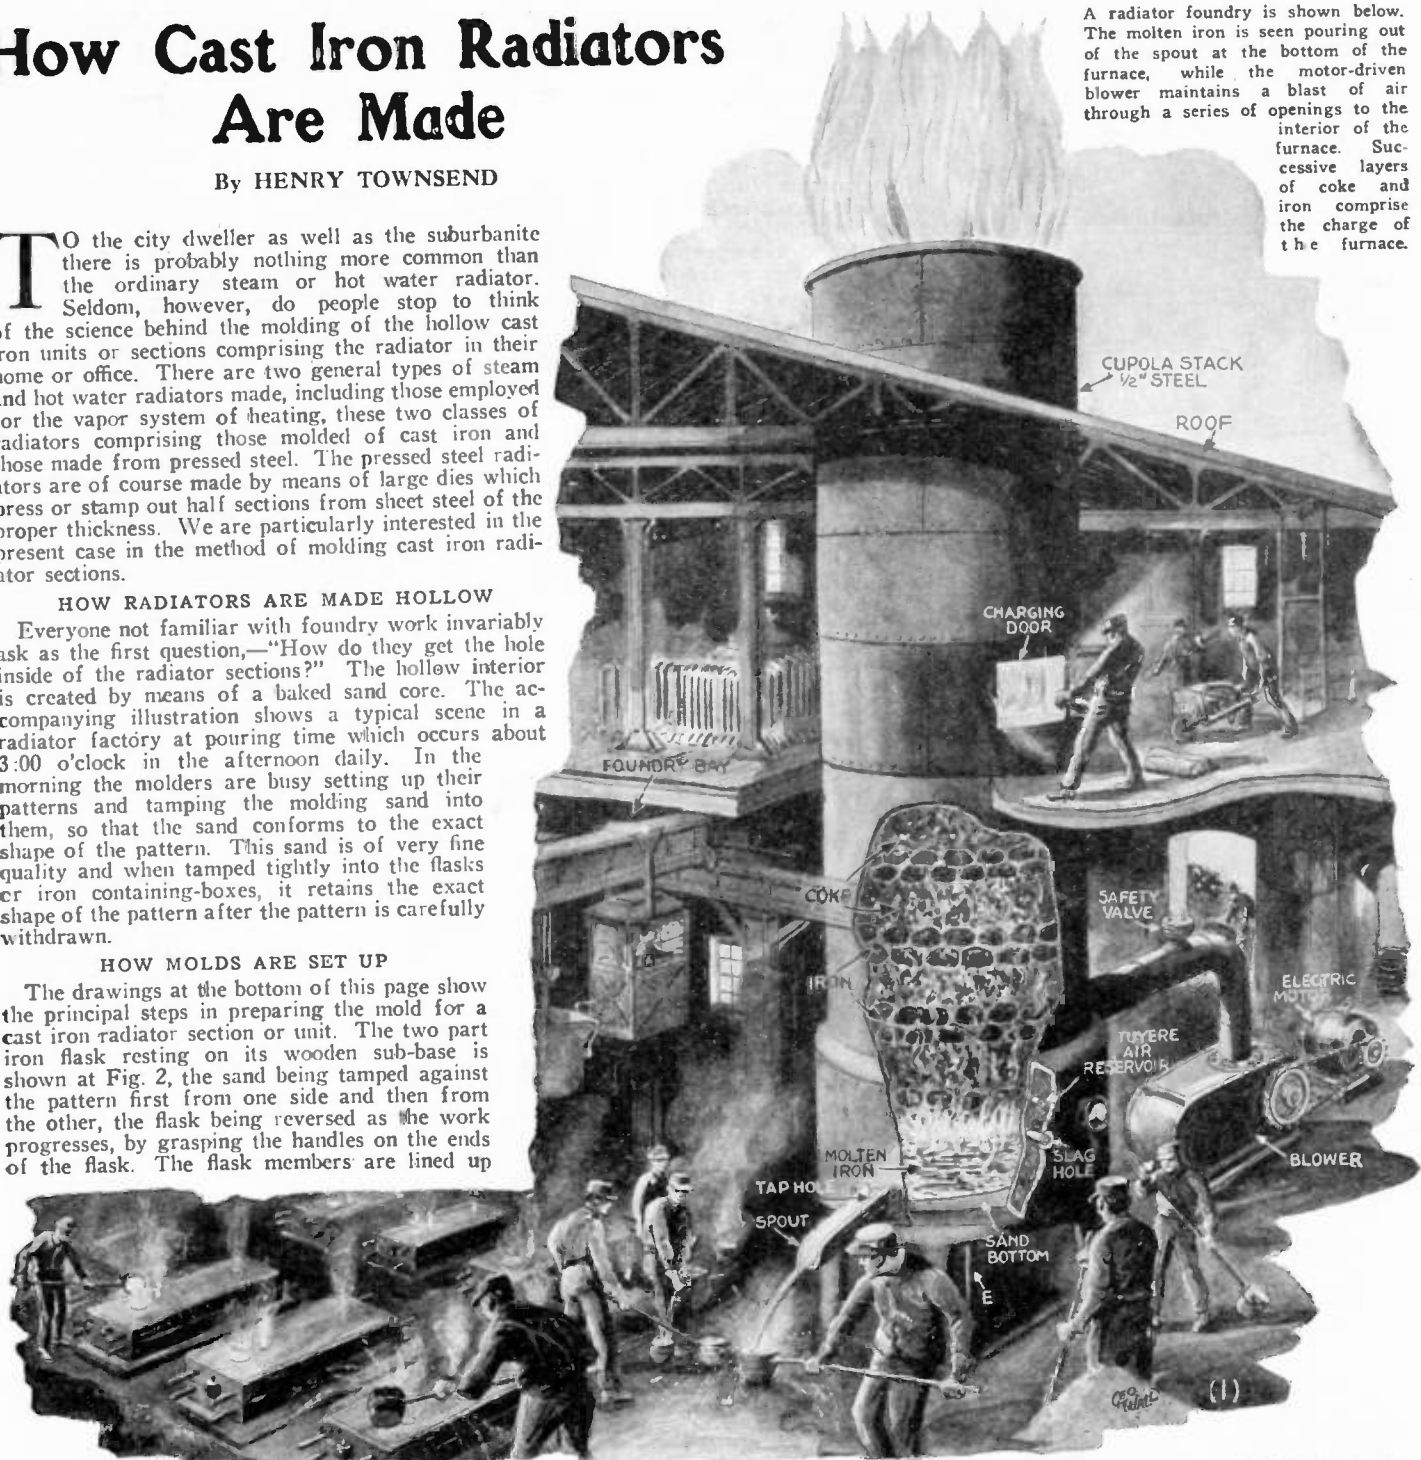 How Cast Iron Radiators
Are Made
By HENRY TOWNSEND
TO the city dweller as well as the suburbanite
there is probably nothing more common than
the ordinary steam or hot water radiator.
Seldom, however, do people stop to think
of the science behind the molding of the hollow cast
ron units or sections comprising the radiator in their
home or office. There are two general types of steam
and hot water radiators made, including those employed
or the vapor system of heating, these two classes of
radiators comprising those molded of cast iron and
those made from pressed steel. The pressed steel radi-
ators are of course made by means of large dies which
press or stamp out half sections from sheet steel of the
proper thickness. We are particularly interested in the
present case in the method of molding cast iron radi-
ator sections.
HOW RADIATORS ARE MADE HOLLOW
Everyone not familiar with foundry work invariably
ask as the first question,—“How do they get the hole
inside of the radiator sections?” The hollow interior
is created by means of a baked sand core. The ac-
companying illustration shows a typical scene in a
radiator factory at pouring time which occurs about
3:00 o'clock in the afternoon daily. In the
morning the molders are busy setting up their
patterns and tamping the molding sand into
them, so that the sand conforms to the exact
shape of the pattern. This sand is of very fine
quality and when tamped tightly into the flasks
or iron containing-boxes, it retains the exact
shape of the pattern after the pattern is carefully
withdrawn.
HOW MOLDS ARE SET UP
The drawings at the bottom of this page show
the principal steps in preparing the mold for a
cast iron radiator section or unit. The two part
iron flask resting on its wooden sub-base is
shown at Fig. 2, the sand being tamped against
the pattern first from one side and then from
the other, the flask being reversed as the work
progresses, by grasping the handles on the ends
of the flask. The flask members are lined up
A radiator foundry is shown below.
The molten iron is seen pouring out
of the spout at the bottom of the
furnace, while the motor-driven
blower maintains a blast of air
through a series of openings to the
interior of the
furnace. Suc-
cessive layers
of coke and
iron comprise
the charge of
the furnace.
CUPOLA STACK
1/2" STEEL
ROOF
CHARGING
DOOR
FOUNDRY BAY
COKE
SAFETY
VALVE
IRON
ELECTRIC
MOTOR
TUYERE
AIR
RESERVOIR
MOLTEN
IRON
SLAG
HOLE
BLOWER
TAP HOLE
SPOUT
SAND
BOTTOM
E
(1)